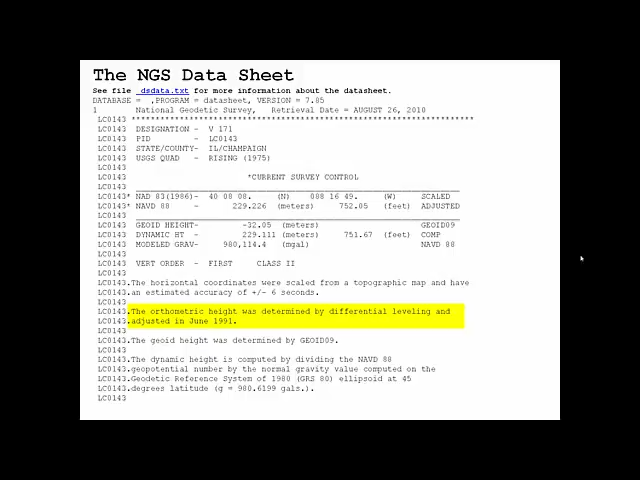 The NGS Data Sheet
See file dsdata.txt for more information about the datasheet.
DATABASE = ,PROGRAM = datasheet, VERSION = 7.85
1 National Geodetic Survey, Retrieval Date = AUGUST 26, 2010
LC0143 ***********************************************************************
LC0143 DESIGNATION - V 171
LC0143 PID - LC0143
LC0143 STATE/COUNTY- IL/CHAMPAIGN
LC0143 USGS QUAD - RISING (1975)
LC0143
LC0143 *CURRENT SURVEY CONTROL
LC0143
LC0143* NAD 83(1986)- 40 08 08. (N) 088 16 49. (W) SCALED
LC0143* NAVD 88 - 229.226 (meters) 752.05 (feet) ADJUSTED
LC0143
LC0143 GEOID HEIGHT- -32.05 (meters) GEOID09
LC0143 DYNAMIC HT - 229.111 (meters) 751.67 (feet) COMP
LC0143 MODELED GRAV- 980,114.4 (mgal) NAVD 88
LC0143
LC0143 VERT ORDER - FIRST CLASS II
LC0143
LC0143.The horizontal coordinates were scaled from a topographic map and have
LC0143.an estimated accuracy of +/- 6 seconds.
LC0143
LC0143.The orthometric height was determined by differential leveling and
LC0143.adjusted in June 1991.
LC0143
LC0143.The geoid height was determined by GEOID09.
LC0143
LC0143.The dynamic height is computed by dividing the NAVD 88
LC0143.geopotential number by the normal gravity value computed on the
LC0143.Geodetic Reference System of 1980 (GRS 80) ellipsoid at 45
LC0143.degrees latitude (g = 980.6199 gals.).
LC0143